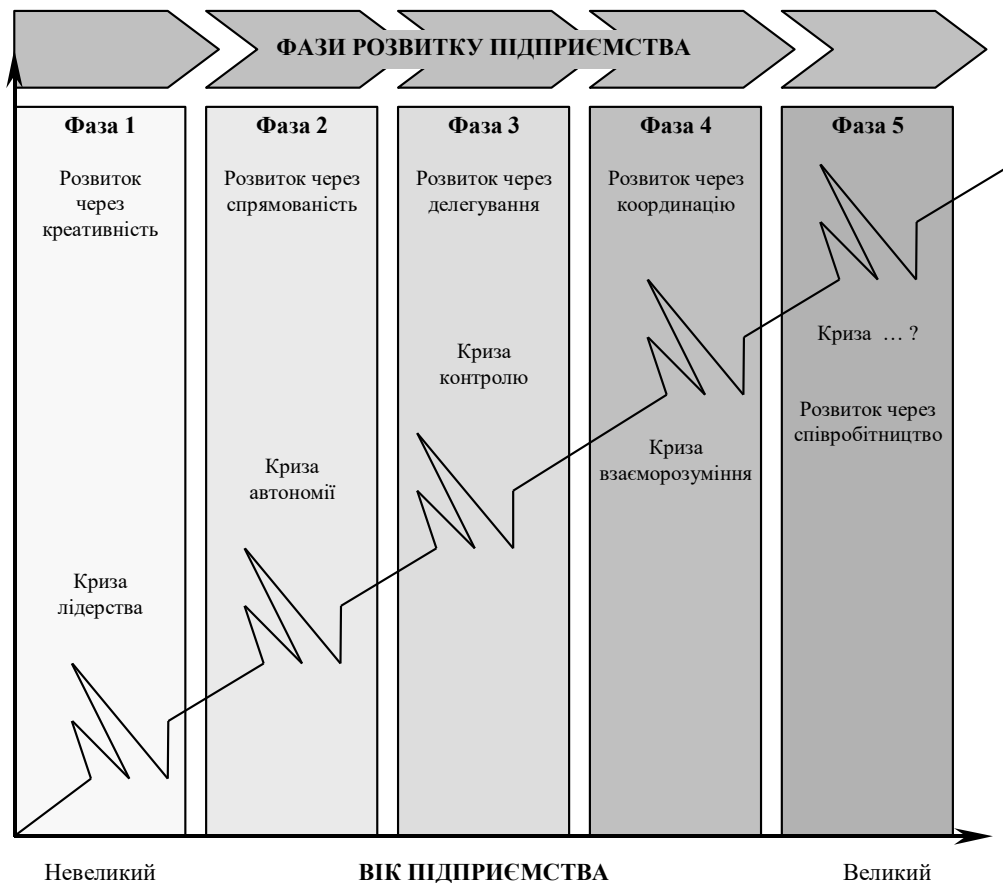 ФАЗИ РОЗВИТКУ ПІДПРИЄМСТВА
Фаза 1
Розвиток
через
креативність
Криза
лідерства
Фаза 2
Розвиток через
спрямованість
Криза
автономії
Фаза 3
Розвиток через
делегування
Криза
контролю
Фаза 4
Розвиток через
координацію
Криза
взаєморозуміння
Фаза 5
Криза ... ?
Розвиток через
співробітництво
Невеликий
ВІК ПІДПРИЄМСТВА
Великий